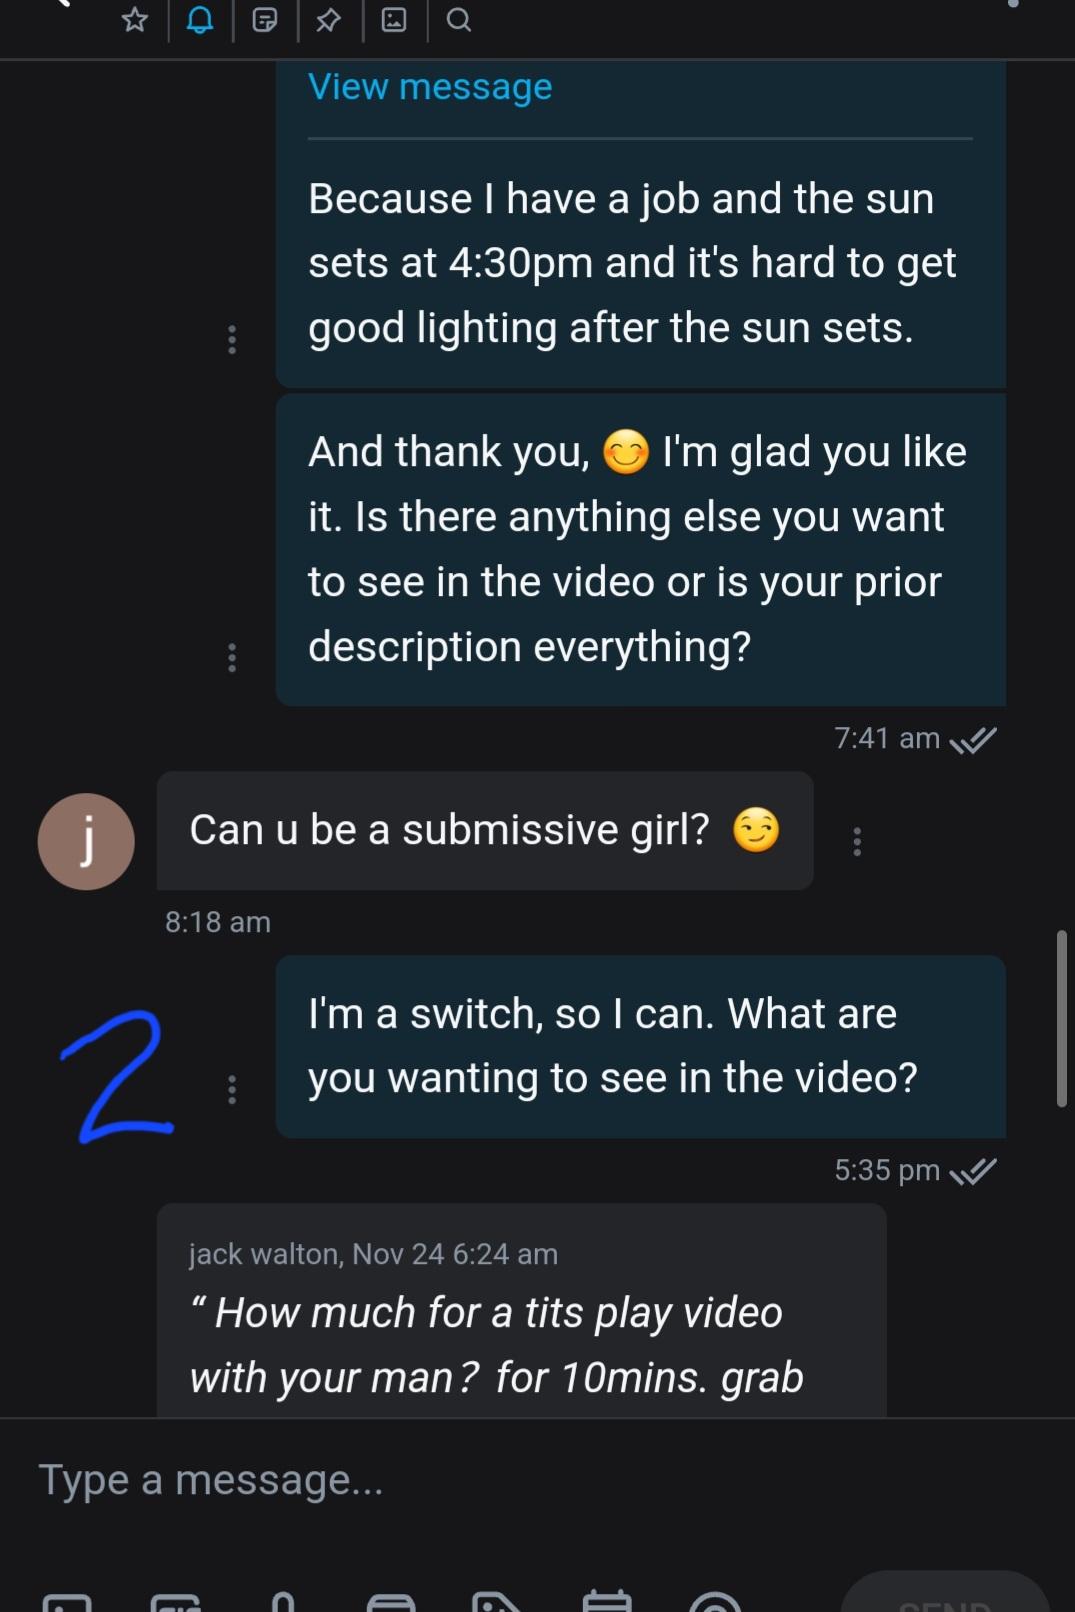 View message
Because I have a job and the sun
sets at 4:30pm and it's hard to get
good lighting after the sun sets.
And thank you, 😊 I'm glad you like
it. Is there anything else you want
to see in the video or is your prior
description everything?
7:41 am
j
Can u be a submissive girl? 😏
8:18 am
2
I'm a switch, so I can. What are
you wanting to see in the video?
5:35 pm
jack walton, Nov 24 6:24 am
“ How much for a tits play video
with your man? for 10mins. grab
Type a message...
SEND